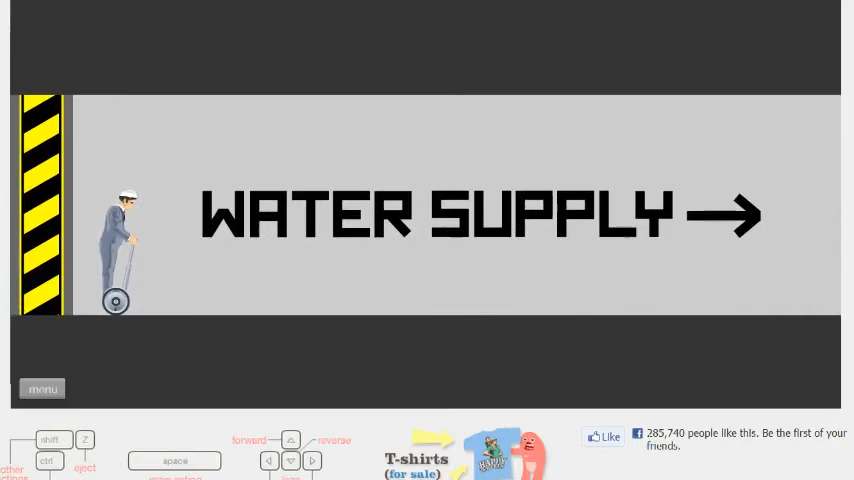 WATER SUPPLY →
menu
shift Z
ctrl
eject
space
forward
reverse
T-shirts
(for sale)
HAPPY
Like
285,740 people like this. Be the first of your
friends.